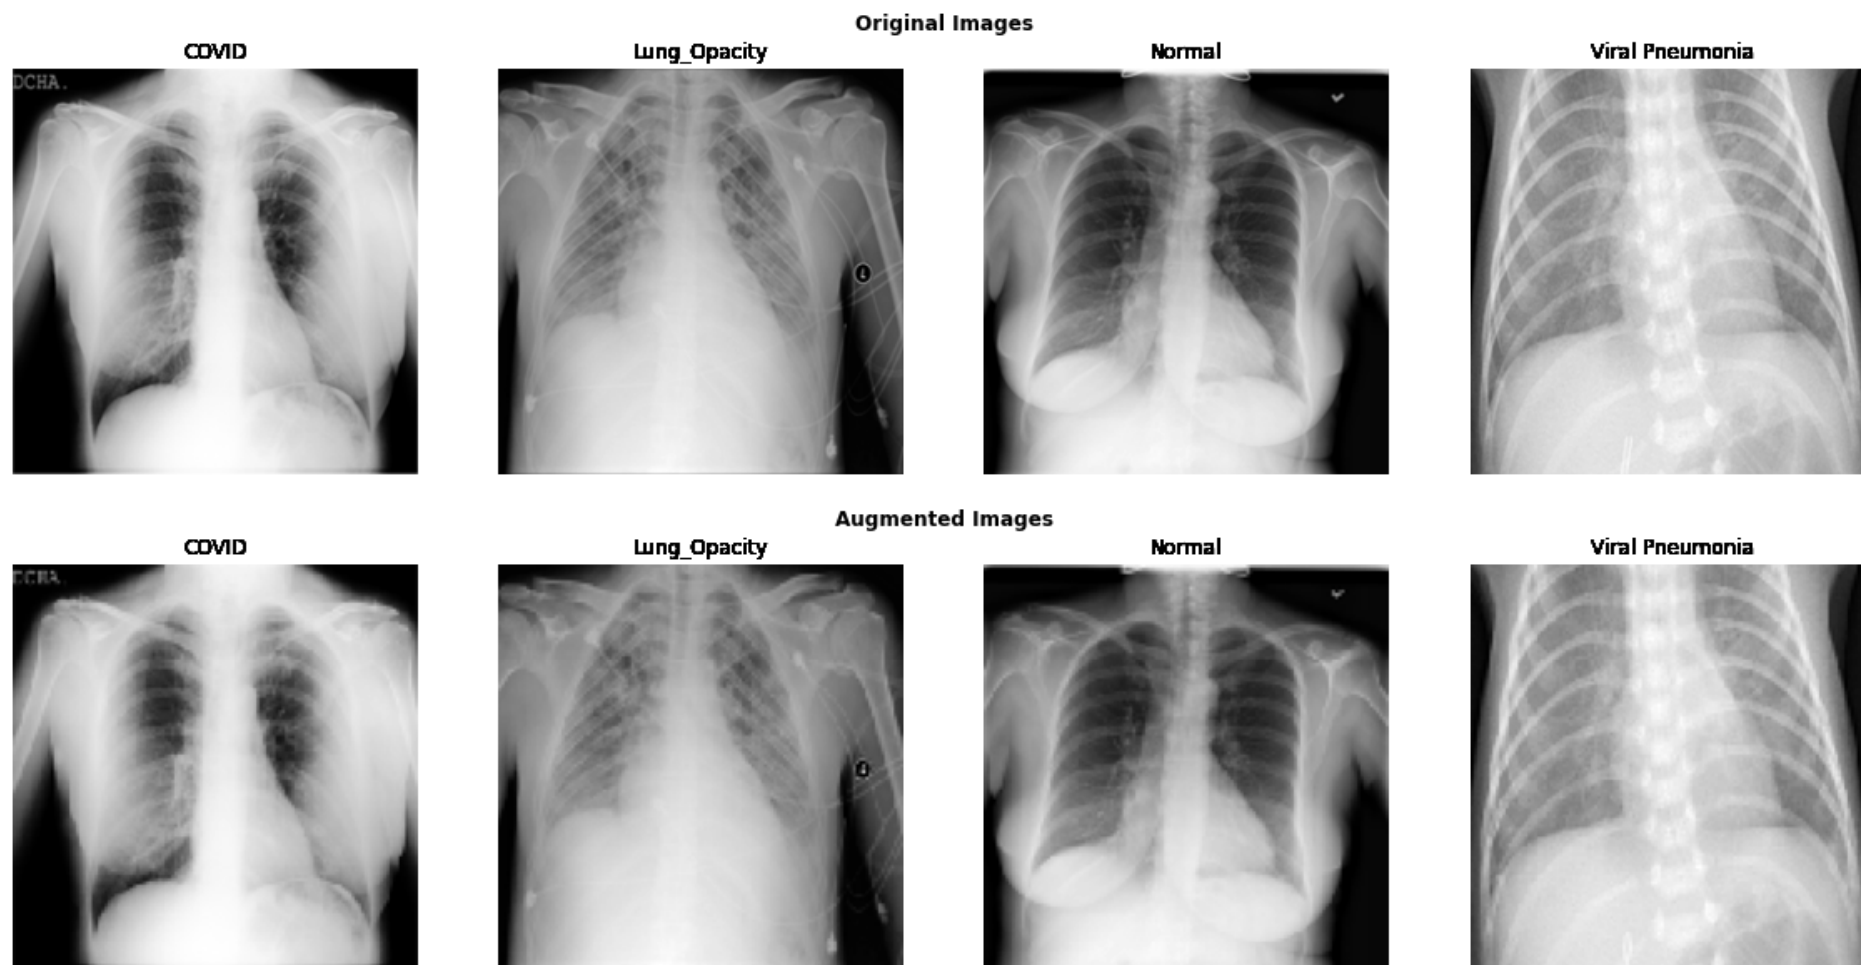 Original Images
COVID
Lung_Opacity
Normal
Viral Pneumonia
DCHA.
Augmented Images
COVID
Lung_Opacity
Normal
Viral Pneumonia